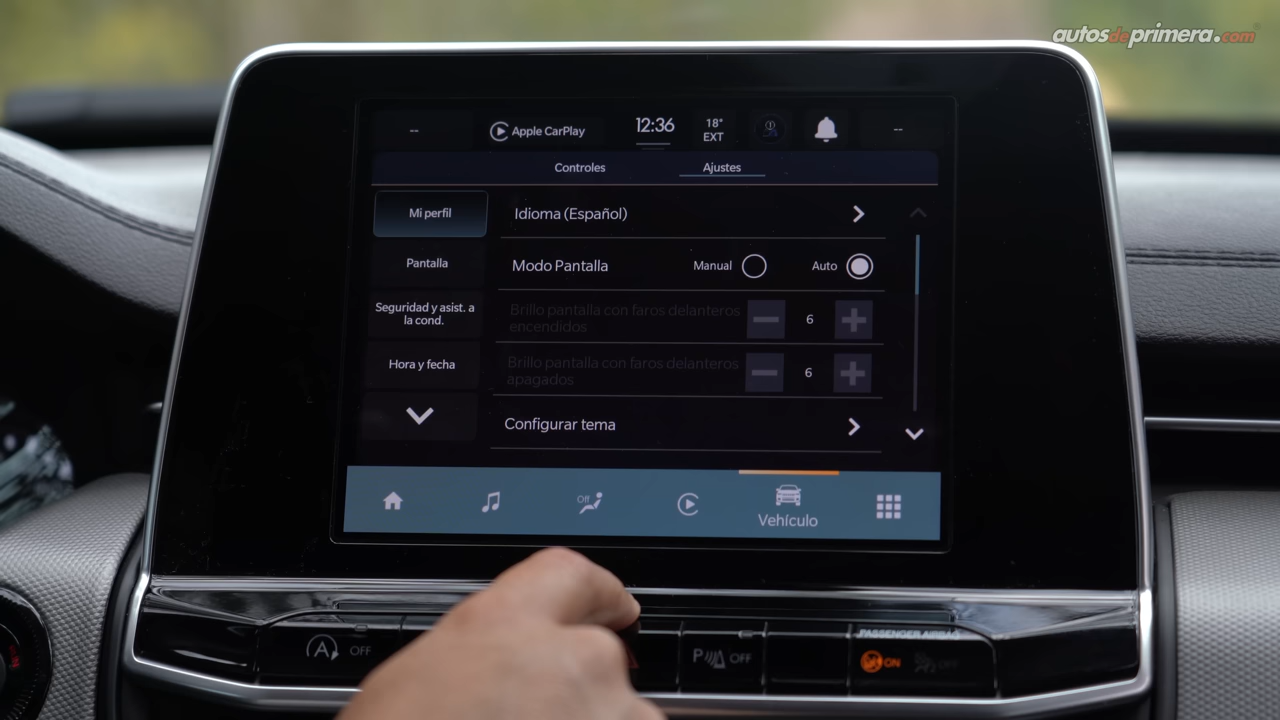 autosdeprimera.com
--
Apple CarPlay
12:36
18°
EXT
--
Controles
Ajustes
Mi perfil
Idioma (Español)
Pantalla
Modo Pantalla
Manual
Auto
Seguridad y asist. a
la cond.
Brillo pantalla con faros delanteros
encendidos
6
Hora y fecha
Brillo pantalla con faros delanteros
apagados
6
Configurar tema
Off
Vehículo
A OFF
P OFF
PASSENGER AIRBAG
ON
OFF